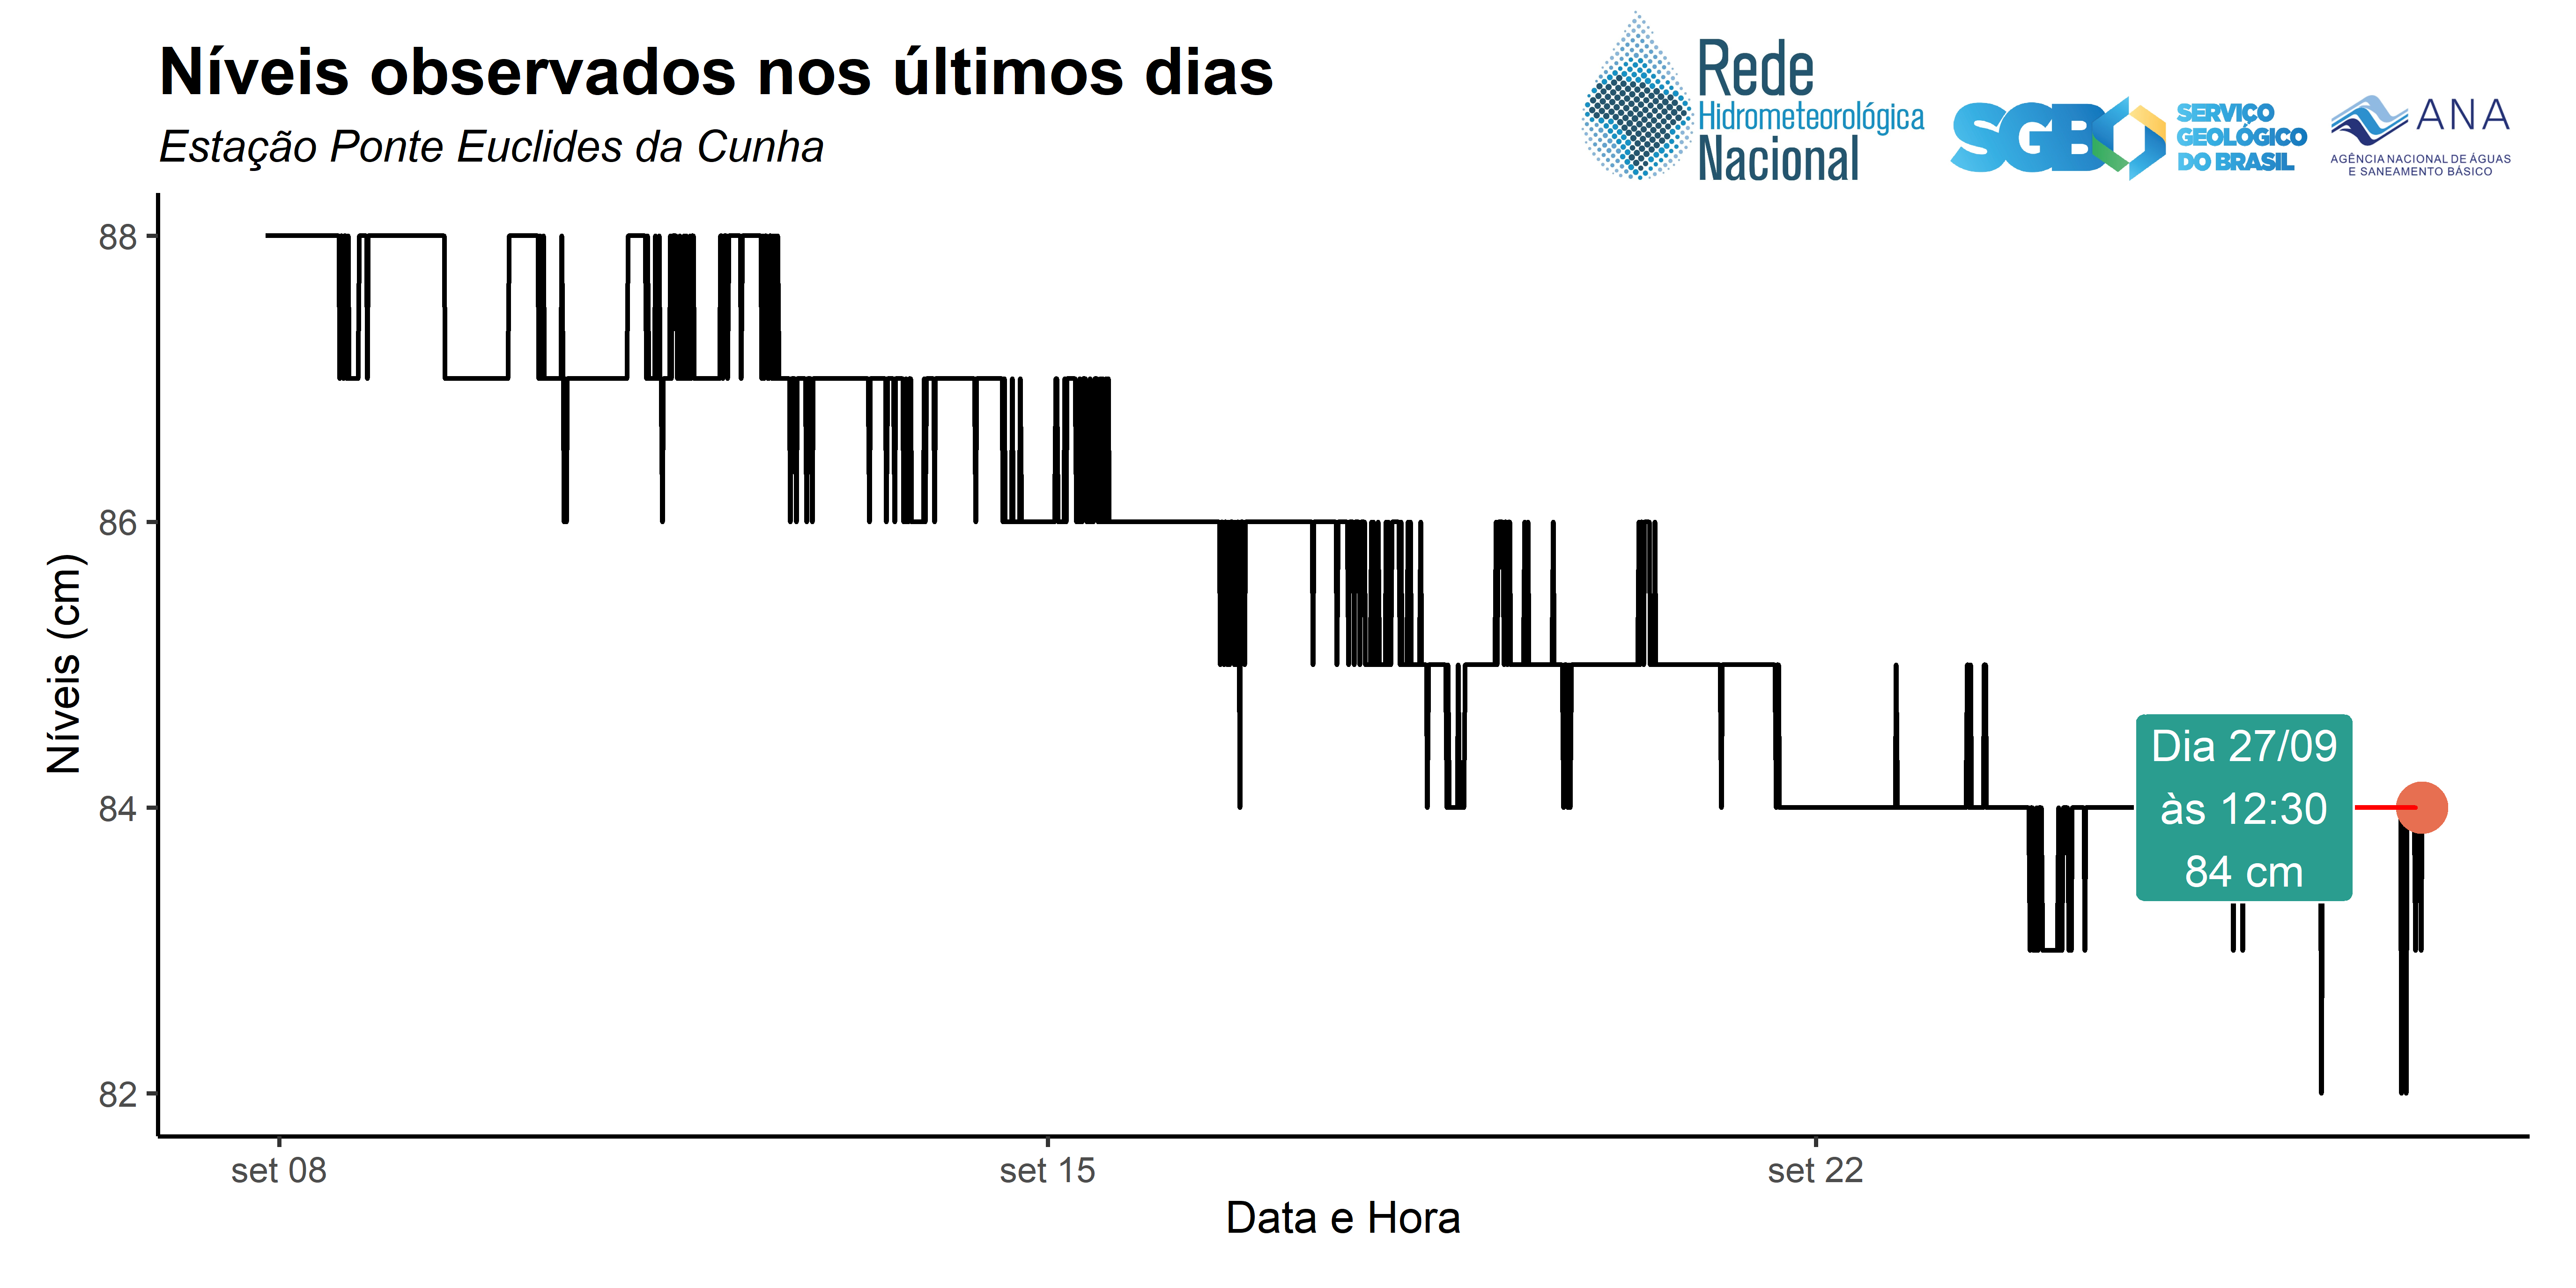 Níveis observados nos últimos dias
Estação Ponte Euclides da Cunha
Rede
Hidrometeorológica
Nacional
SGB
SERVIÇO
GEOLÓGICO
DO BRASIL
ANA
AGÊNCIA NACIONAL DE ÁGUAS
E SANEAMENTO BÁSICO
Níveis (cm)
88
86
84
82
Dia 27/09
às 12:30
84 cm
set 08
set 15
set 22
Data e Hora